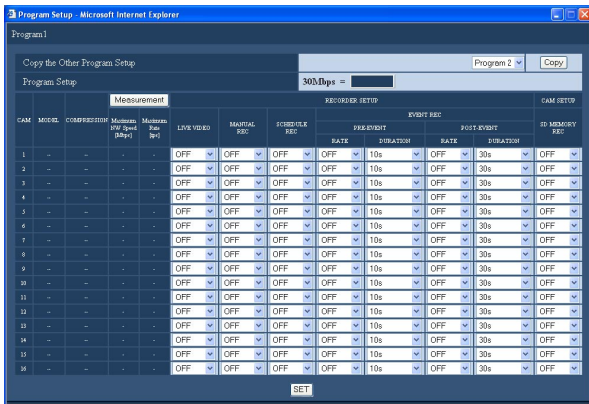 Program Setup - Microsoft Internet Explorer
Program1
Copy the Other Program Setup Program 2 Copy
Program Setup 30Mbps =
Measurement RECORDER SETUP CAM SETUP
CAM MODEL COMPRESSION Maximum NW Speed [Mbps] Maximum Rate [ips] LIVE VIDEO MANUAL REC SCHEDULE REC EVENT REC SD MEMORY REC
PRE-EVENT POST-EVENT
RATE DURATION RATE DURATION
1 -- -- - - OFF OFF OFF OFF 10s OFF 30s OFF
2 -- -- - - OFF OFF OFF OFF 10s OFF 30s OFF
3 -- -- - - OFF OFF OFF OFF 10s OFF 30s OFF
4 -- -- - - OFF OFF OFF OFF 10s OFF 30s OFF
5 -- -- - - OFF OFF OFF OFF 10s OFF 30s OFF
6 -- -- - - OFF OFF OFF OFF 10s OFF 30s OFF
7 -- -- - - OFF OFF OFF OFF 10s OFF 30s OFF
8 -- -- - - OFF OFF OFF OFF 10s OFF 30s OFF
9 -- -- - - OFF OFF OFF OFF 10s OFF 30s OFF
10 -- -- - - OFF OFF OFF OFF 10s OFF 30s OFF
11 -- -- - - OFF OFF OFF OFF 10s OFF 30s OFF
12 -- -- - - OFF OFF OFF OFF 10s OFF 30s OFF
13 -- -- - - OFF OFF OFF OFF 10s OFF 30s OFF
14 -- -- - - OFF OFF OFF OFF 10s OFF 30s OFF
15 -- -- - - OFF OFF OFF OFF 10s OFF 30s OFF
16 -- -- - - OFF OFF OFF OFF 10s OFF 30s OFF
SET